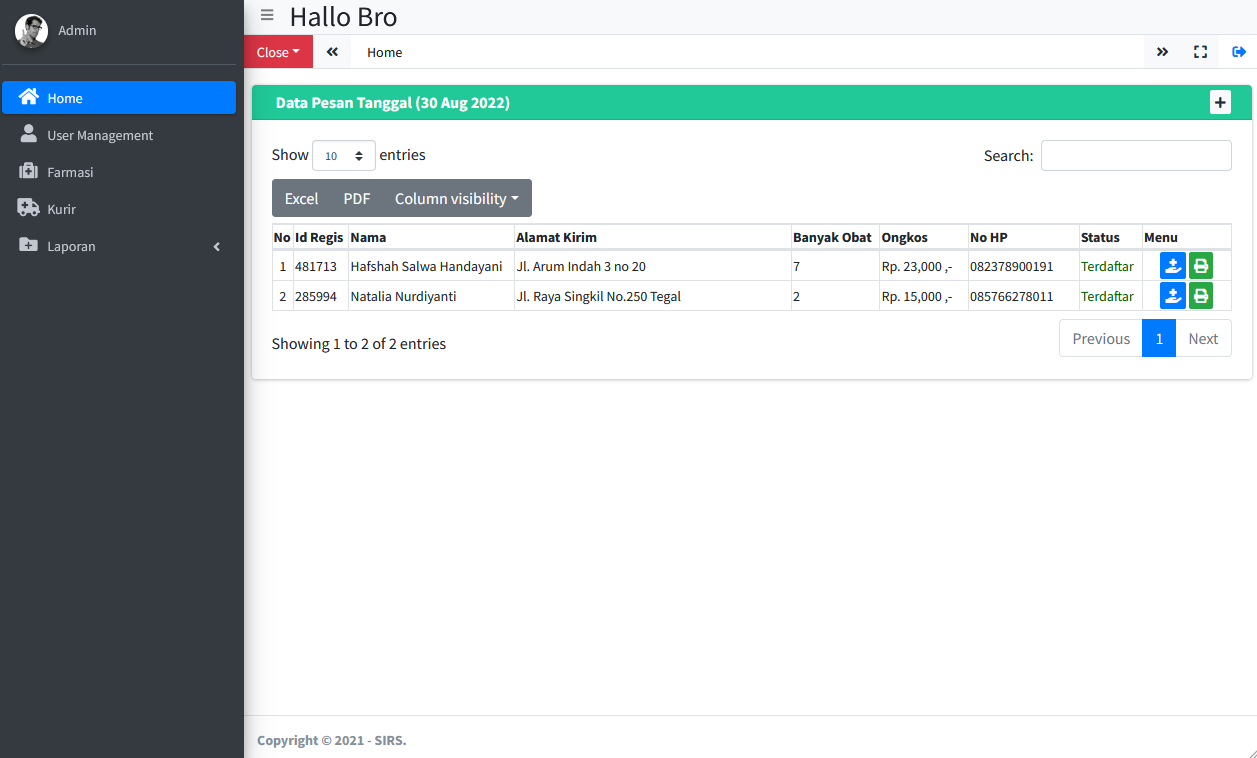 Admin
Home
User Management
Farmasi
Kurir
Laporan
Hallo Bro
Close Home
Data Pesan Tanggal (30 Aug 2022)
Show 10 entries Search:
Excel PDF Column visibility
No Id Regis Nama Alamat Kirim Banyak Obat Ongkos No HP Status Menu
1 481713 Hafshah Salwa Handayani Jl. Arum Indah 3 no 20 7 Rp. 23,000 ,- 082378900191 Terdaftar
2 285994 Natalia Nurdiyanti Jl. Raya Singkil No.250 Tegal 2 Rp. 15,000 ,- 085766278011 Terdaftar
Showing 1 to 2 of 2 entries Previous 1 Next
Copyright © 2021 - SIRS.